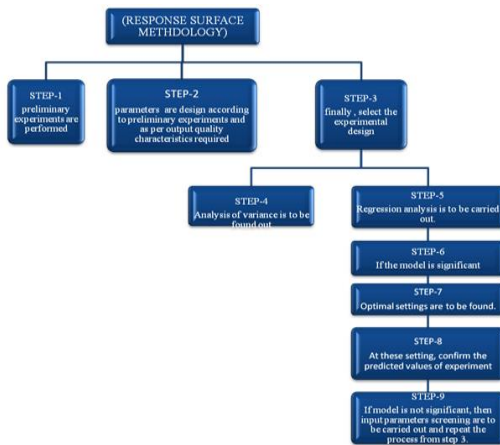 (RESPONSE SURFACE
METHDOLOGY)
STEP-1
preliminary
experiments are
performed
STEP-2
parameters are design according
to preliminary experiments and
as per output quality
characteristics required
STEP-3
finally , select the
experimental
design
STEP-4
Analysis of variance is to be
found out
STEP-5
Regression analysis is to be carried
out.
STEP-6
If the model is significant
STEP-7
Optimal settings are to be found.
STEP-8
At these setting, confirm the
predicted values of experiment
STEP-9
If model is not significant, then
input parameters screening are to
be carried out and repeat the
process from step 3.